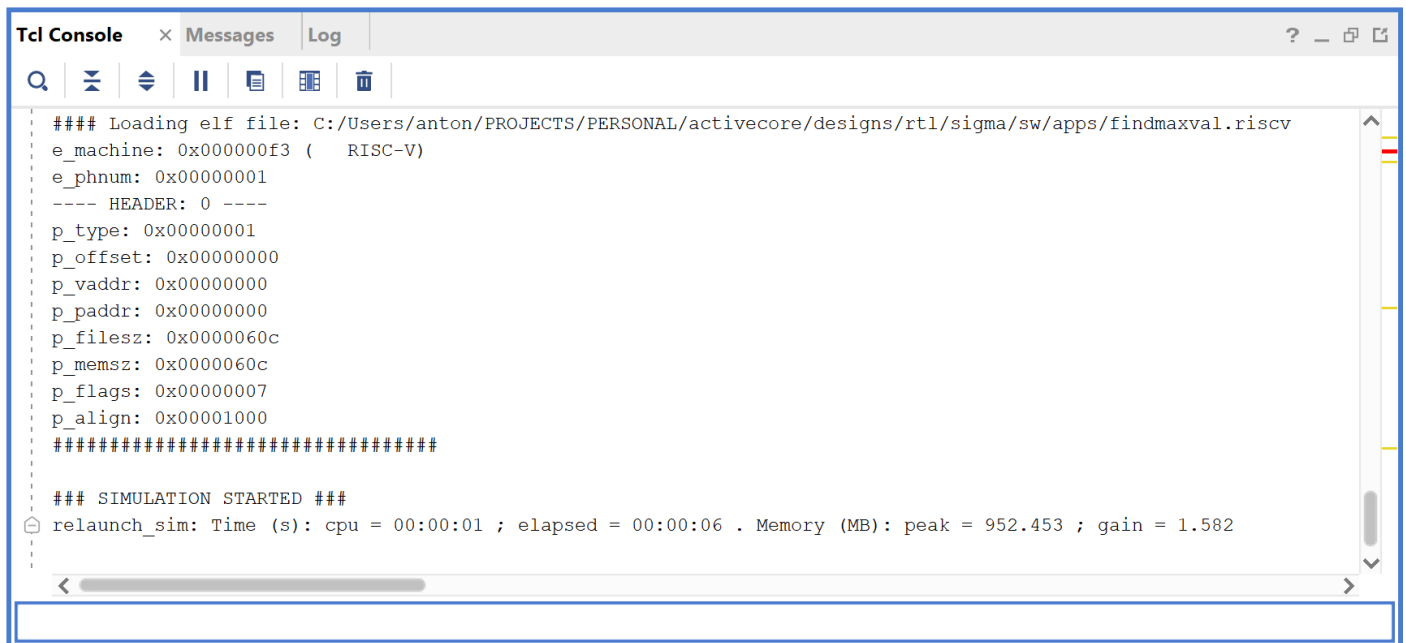 Tcl Console × Messages Log ? _
#### Loading elf file: C:/Users/anton/PROJECTS/PERSONAL/activecore/designs/rtl/sigma/sw/apps/findmaxval.riscv
e_machine: 0x000000f3 (   RISC-V)
e_phnum: 0x00000001
---- HEADER: 0 ----
p_type: 0x00000001
p_offset: 0x00000000
p_vaddr: 0x00000000
p_paddr: 0x00000000
p_filesz: 0x0000060c
p_memsz: 0x0000060c
p_flags: 0x00000007
p_align: 0x00001000
##################################
### SIMULATION STARTED ###
relaunch_sim: Time (s): cpu = 00:00:01 ; elapsed = 00:00:06 . Memory (MB): peak = 952.453 ; gain = 1.582